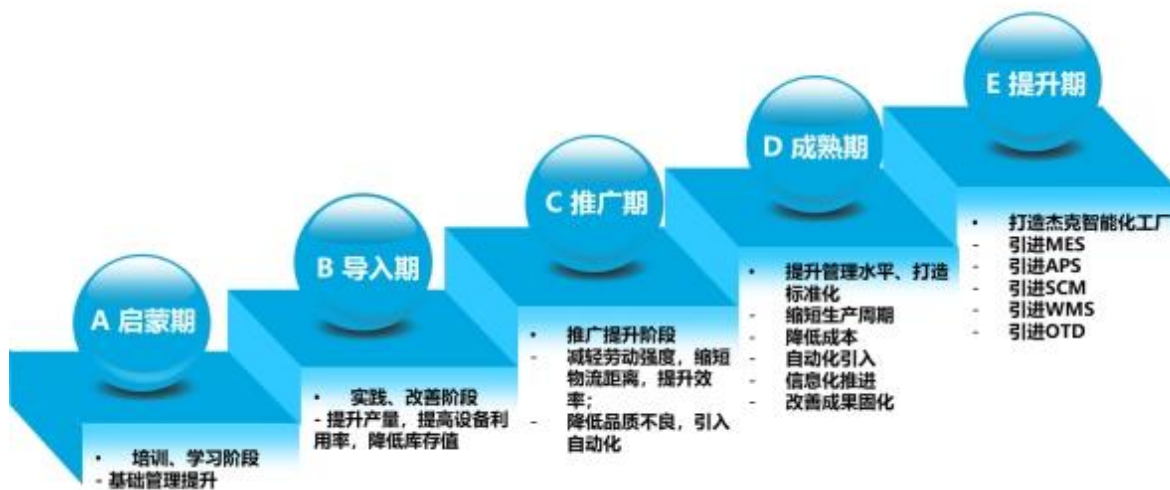 A 启蒙期
• 培训、学习阶段
- 基础管理提升
B 导入期
• 实践、改善阶段
- 提升产量，提高设备利
用率，降低库存值
C 推广期
• 推广提升阶段
- 减轻劳动强度，缩短
物流距离，提升效
率；
- 降低品质不良，引入
自动化
D 成熟期
• 提升管理水平、打造
标准化
- 缩短生产周期
- 降低成本
- 自动化引入
- 信息化推进
- 改善成果固化
E 提升期
• 打造杰克智能化工厂
- 引进MES
- 引进APS
- 引进SCM
- 引进WMS
- 引进OTD